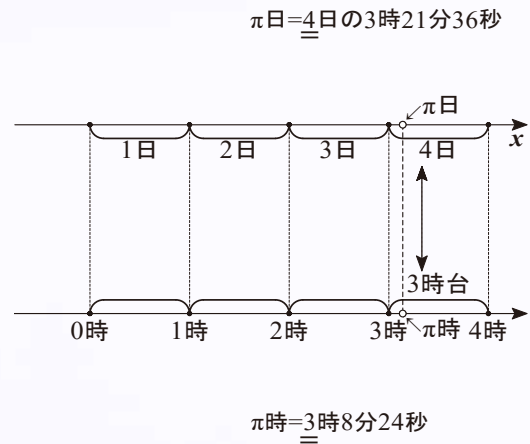 π日=4日の3時21分36秒
π日
1日 2日 3日 4日 x
3時台
0時 1時 2時 3時 π時 4時
π時=3時8分24秒